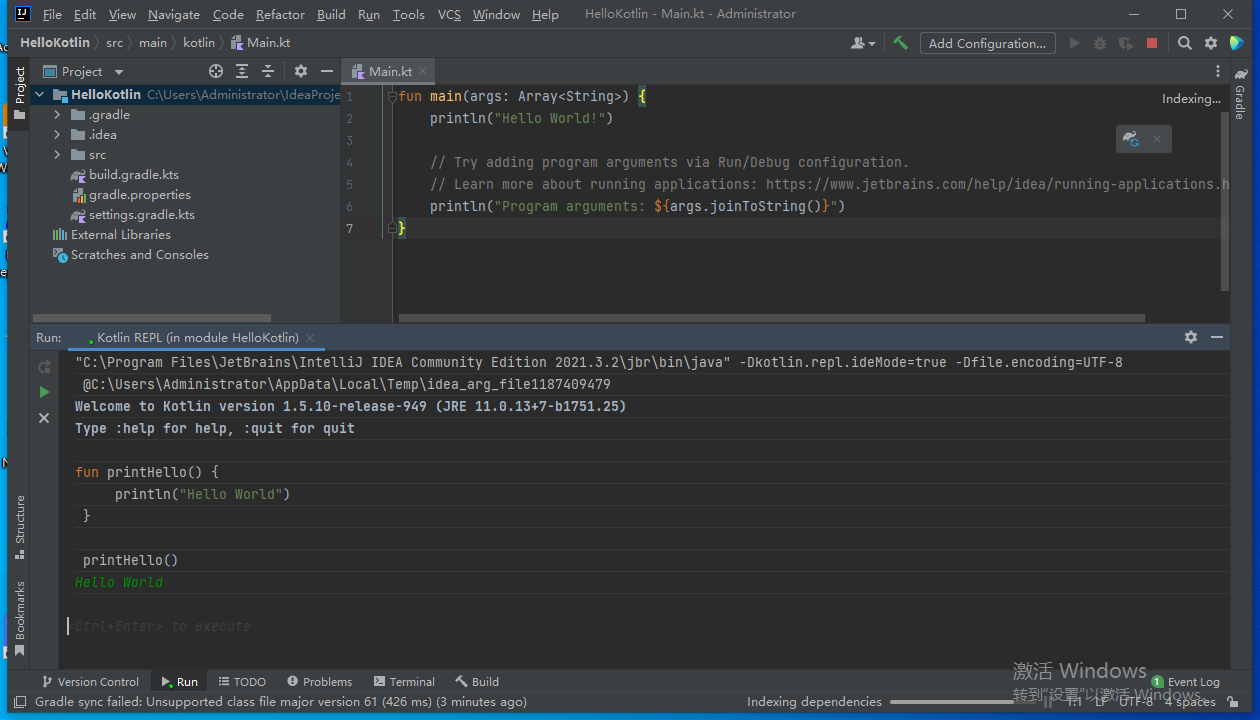 File Edit View Navigate Code Refactor Build Run Tools VCS Window Help HelloKotlin - Main.kt - Administrator
HelloKotlin src main kotlin Main.kt Add Configuration...
Project Project Main.kt Gradle
HelloKotlin C:\Users\Administrator\IdeaProje
.gradle
.idea
src
build.gradle.kts
gradle.properties
settings.gradle.kts
External Libraries
Scratches and Consoles
Indexing...
1 fun main(args: Array<String>) {
2 println("Hello World!")
3
4 // Try adding program arguments via Run/Debug configuration.
5 // Learn more about running applications: https://www.jetbrains.com/help/idea/running-applications.h
6 println("Program arguments: ${args.joinToString()}")
7 }
Run: Kotlin REPL (in module HelloKotlin)
"C:\Program Files\JetBrains\IntelliJ IDEA Community Edition 2021.3.2\jbr\bin\java" -Dkotlin.repl.ideMode=true -Dfile.encoding=UTF-8
@C:\Users\Administrator\AppData\Local\Temp\idea_arg_file1187409479
Welcome to Kotlin version 1.5.10-release-949 (JRE 11.0.13+7-b1751.25)
Type :help for help, :quit for quit
fun printHello() {
println("Hello World")
}
printHello()
Hello World
<Ctrl+Enter> to execute
Structure
Bookmarks
Version Control Run TODO Problems Terminal Build 1 Event Log
激活 Windows
转到"设置"以激活 Windows。
Gradle sync failed: Unsupported class file major version 61 (426 ms) (3 minutes ago) Indexing dependencies 1:1 LF UTF-8 4 spaces